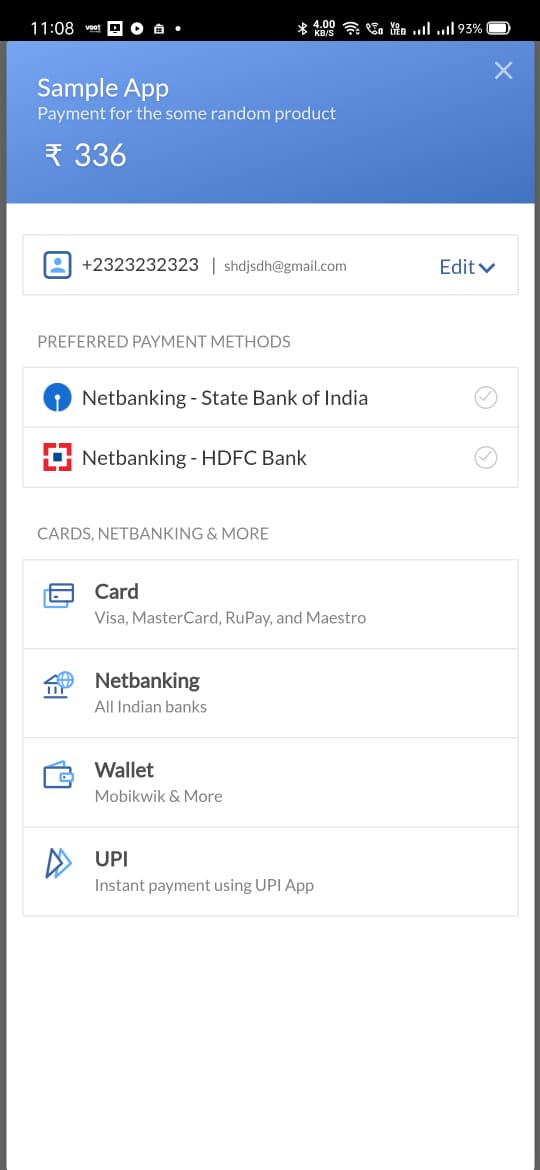 11:08 voot 4.00 KB/S Vo LTED 93%
Sample App
Payment for the some random product
₹ 336
+2323232323 | shdjsdh@gmail.com Edit
PREFERRED PAYMENT METHODS
Netbanking - State Bank of India
Netbanking - HDFC Bank
CARDS, NETBANKING & MORE
Card
Visa, MasterCard, RuPay, and Maestro
Netbanking
All Indian banks
Wallet
Mobikwik & More
UPI
Instant payment using UPI App